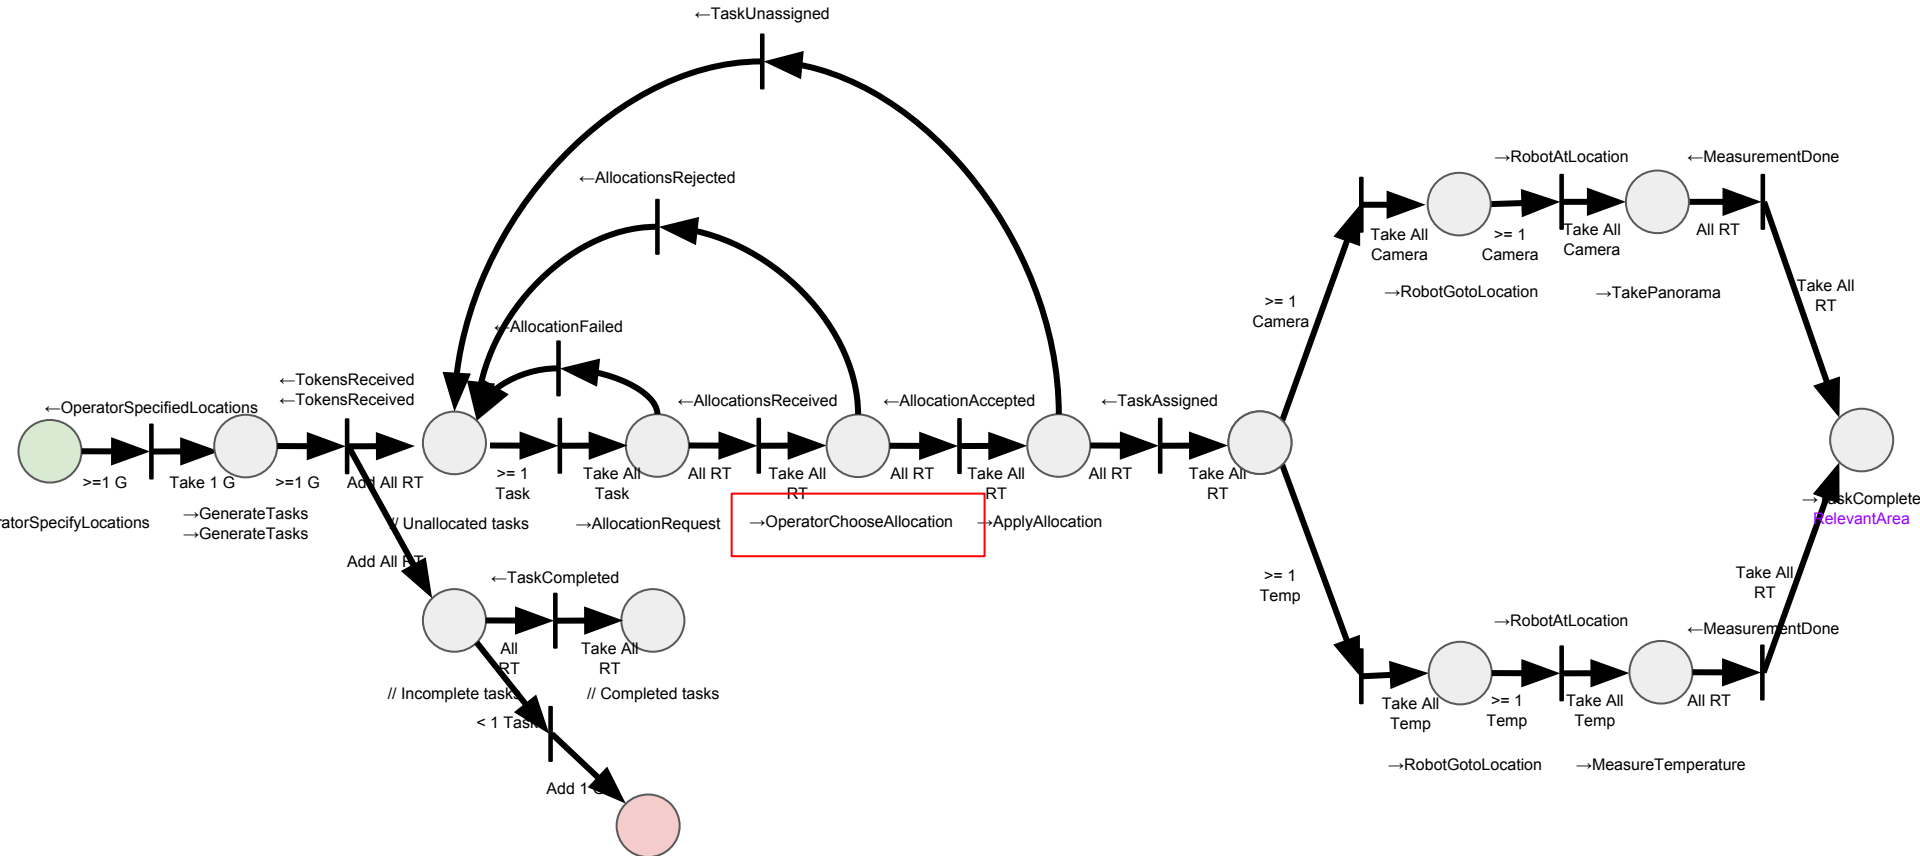 ←TaskUnassigned
←AllocationsRejected
←AllocationFailed
←TokensReceived
←TokensReceived
←OperatorSpecifiedLocations
←AllocationsReceived
←AllocationAccepted
←TaskAssigned
>=1 G
Take 1 G
>=1 G
Add All RT
>= 1
Task
Take All
Task
All RT
Take All
RT
All RT
Take All
RT
All RT
Take All
RT
ratorSpecifyLocations
→GenerateTasks
→GenerateTasks
// Unallocated tasks
→AllocationRequest
→OperatorChooseAllocation
→ApplyAllocation
Add All RT
←TaskCompleted
All
RT
Take All
RT
// Incomplete tasks
// Completed tasks
< 1 Task
Add 1 G
>= 1
Camera
→RobotAtLocation
←MeasurementDone
Take All
Camera
>= 1
Camera
Take All
Camera
All RT
→RobotGotoLocation
→TakePanorama
Take All
RT
→TaskComplete
RelevantArea
>= 1
Temp
Take All
RT
→RobotAtLocation
←MeasurementDone
Take All
Temp
>= 1
Temp
Take All
Temp
All RT
→RobotGotoLocation
→MeasureTemperature